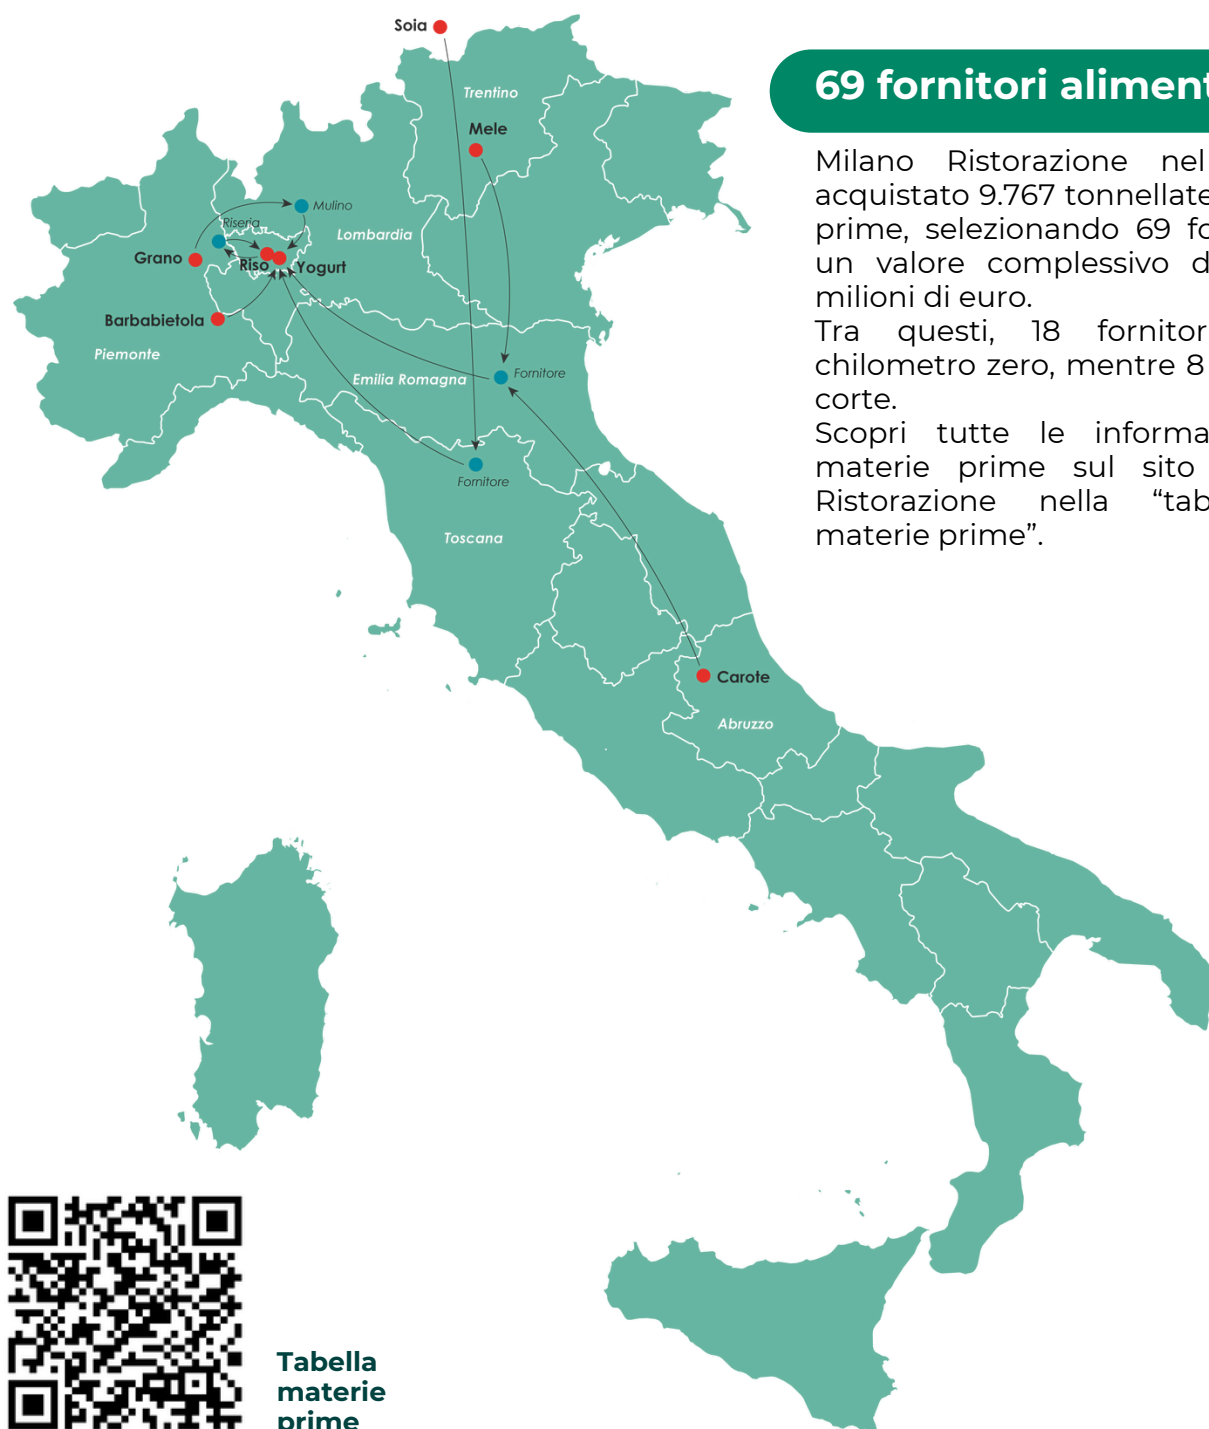 Soia
Trentino
Mele
Mulino
Riseria
Lombardia
Grano
Riso
Yogurt
Barbabietola
Piemonte
Emilia Romagna
Fornitore
Fornitore
Toscana
Carote
Abruzzo
69 fornitori aliment
Milano Ristorazione nel
acquistato 9.767 tonnellate
prime, selezionando 69 fo
un valore complessivo d
milioni di euro.
Tra questi, 18 fornitor
chilometro zero, mentre 8
corte.
Scopri tutte le informa
materie prime sul sito
Ristorazione nella “tab
materie prime”.
Tabella
materie
prime